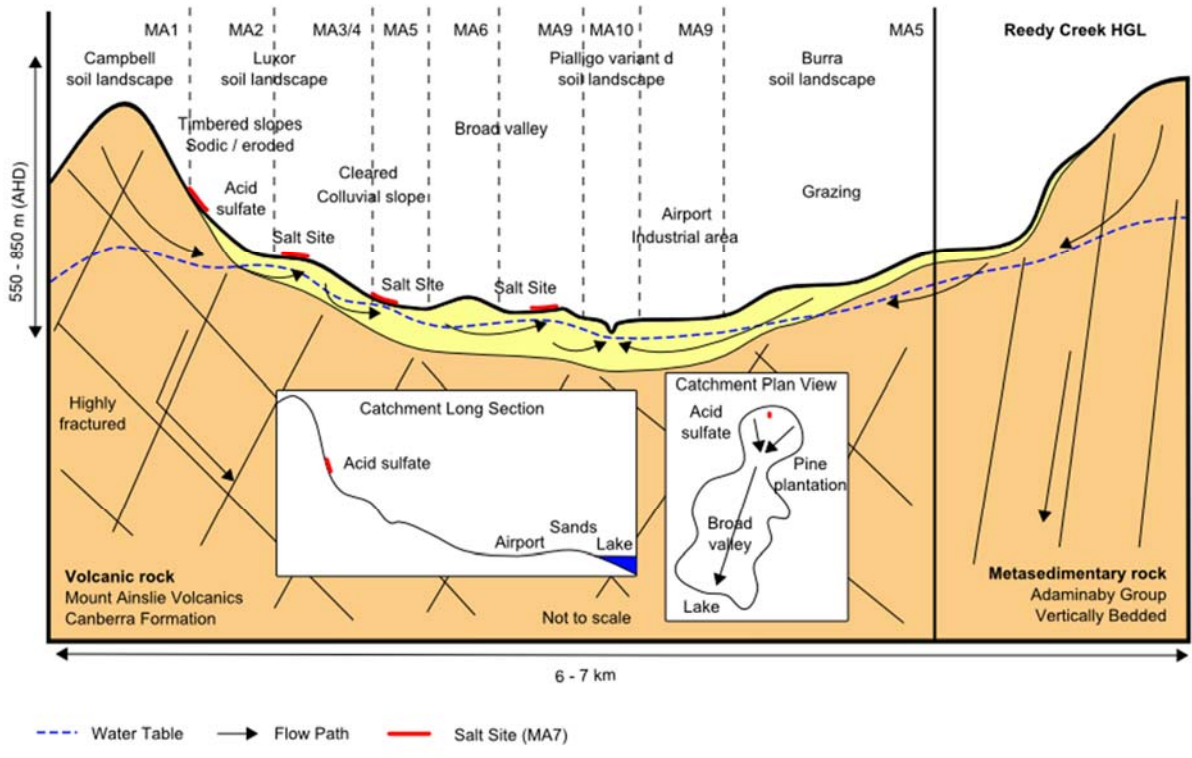 MA1
MA2
MA3/4
MA5
MA6
MA9
MA10
MA9
MA5
Reedy Creek HGL
Campbell
soil landscape
Luxor
soil landscape
Pialligo variant d
soil landscape
Burra
soil landscape
Timbered slopes
Sodic / eroded
Broad valley
Cleared
Colluvial slope
Acid
sulfate
Grazing
Airport
Industrial area
Salt Site
Salt SIte
Salt Site
550 - 850 m (AHD)
Highly
fractured
Catchment Long Section
Acid sulfate
Airport
Sands
Lake
Catchment Plan View
Acid
sulfate
Pine
plantation
Broad
valley
Lake
Volcanic rock
Mount Ainslie Volcanics
Canberra Formation
Not to scale
Metasedimentary rock
Adaminaby Group
Vertically Bedded
6 - 7 km
Water Table
Flow Path
Salt Site (MA7)